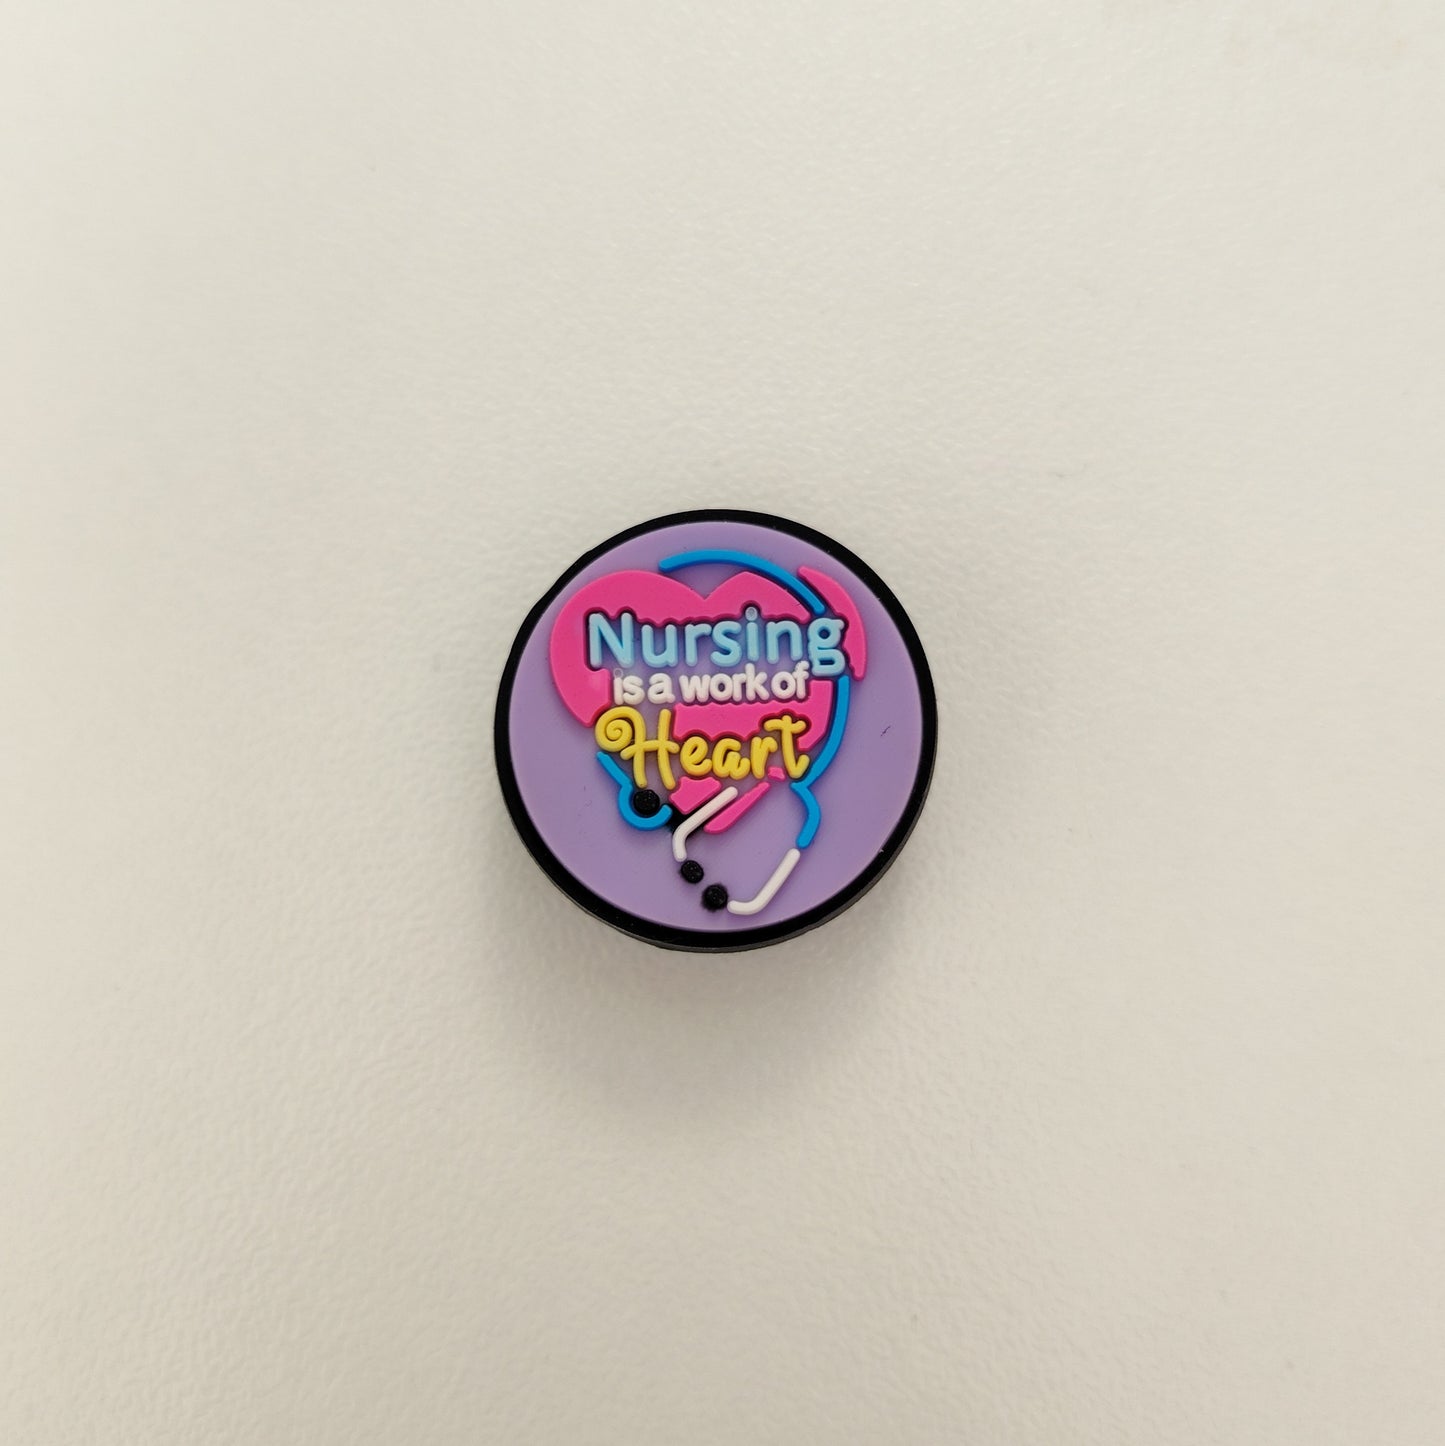 Nursing
is a work of
Heart